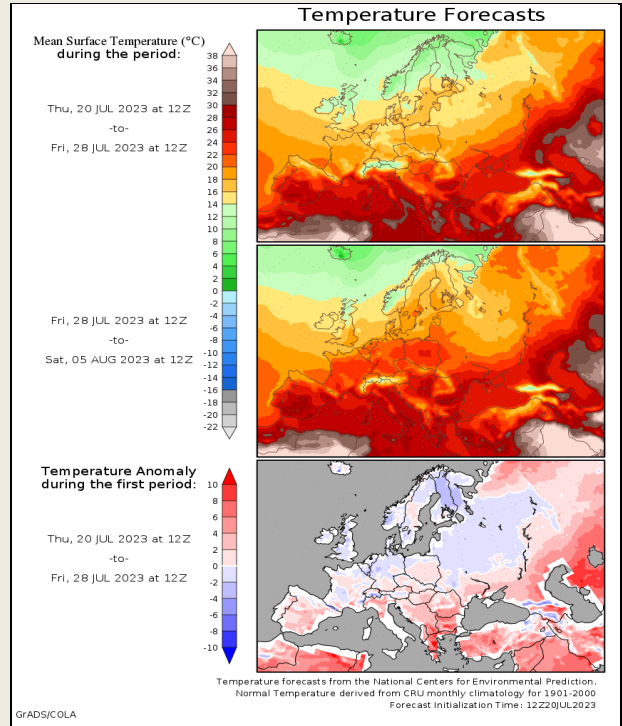 Temperature Forecasts
Mean Surface Temperature (°C)
during the period:
38
36
34
32
30
28
26
24
22
20
18
16
14
12
10
8
6
4
2
0
-2
-4
-6
-8
-10
-12
-14
-16
-18
-20
-22
Thu, 20 JUL 2023 at 12Z
-to-
Fri, 28 JUL 2023 at 12Z
Fri, 28 JUL 2023 at 12Z
-to-
Sat, 05 AUG 2023 at 12Z
Temperature Anomaly
during the first period:
10
8
6
4
2
0
-2
-4
-6
-8
-10
Thu, 20 JUL 2023 at 12Z
-to-
Fri, 28 JUL 2023 at 12Z
Temperature forecasts from the National Centers for Environmental Prediction.
Normal Temperature derived from CRU monthly climatology for 1901-2000
Forecast Initialization Time: 12Z20JUL2023
GrADS/COLA